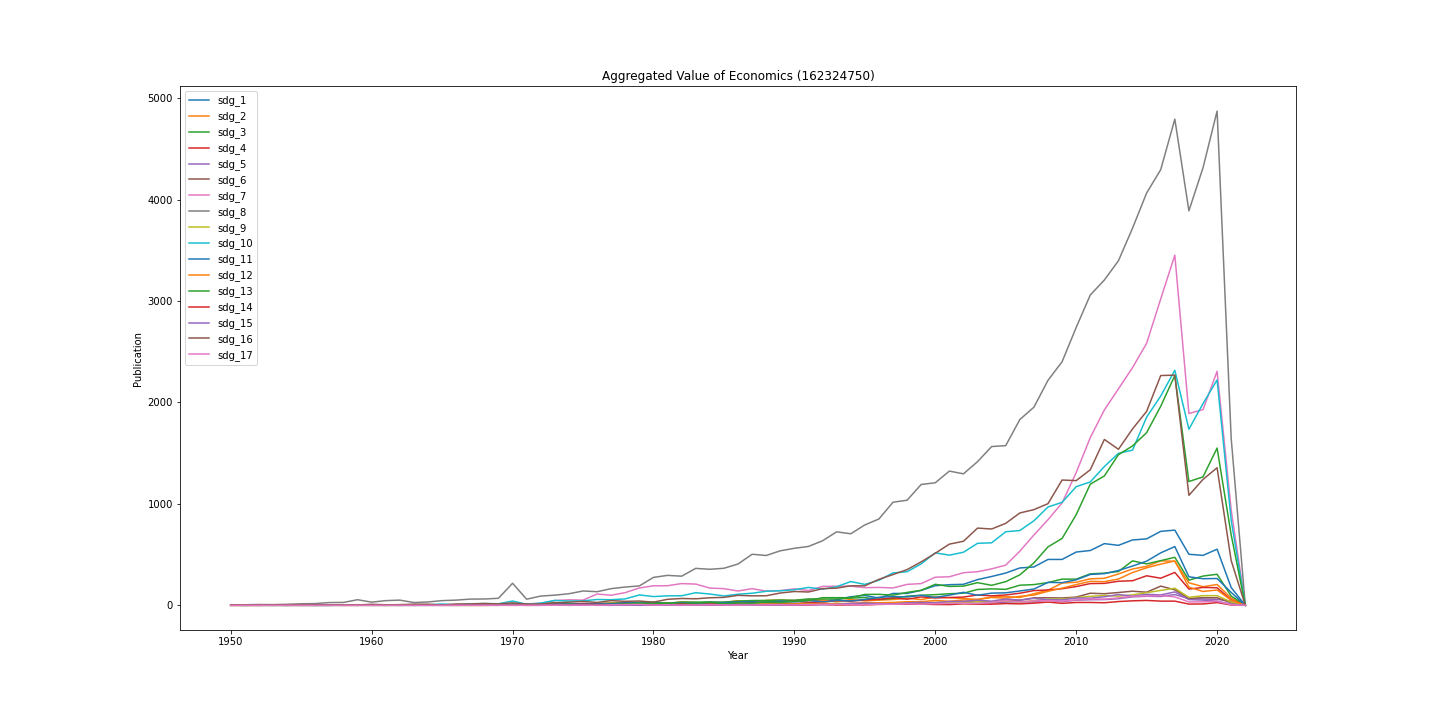 Aggregated Value of Economics (162324750)
sdg_1
sdg_2
sdg_3
sdg_4
sdg_5
sdg_6
sdg_7
sdg_8
sdg_9
sdg_10
sdg_11
sdg_12
sdg_13
sdg_14
sdg_15
sdg_16
sdg_17
5000
4000
3000
2000
1000
0
Publication
1950 1960 1970 1980 1990 2000 2010 2020
Year